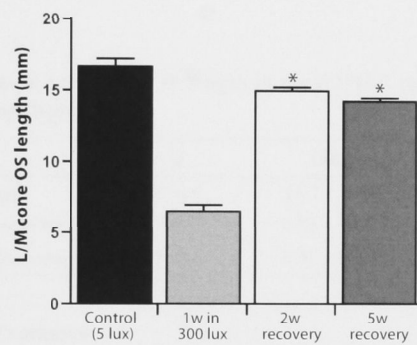 L/M cone OS length (mm)
20
15
10
5
0
*
*
Control
(5 lux)
1w in
300 lux
2w
recovery
5w
recovery